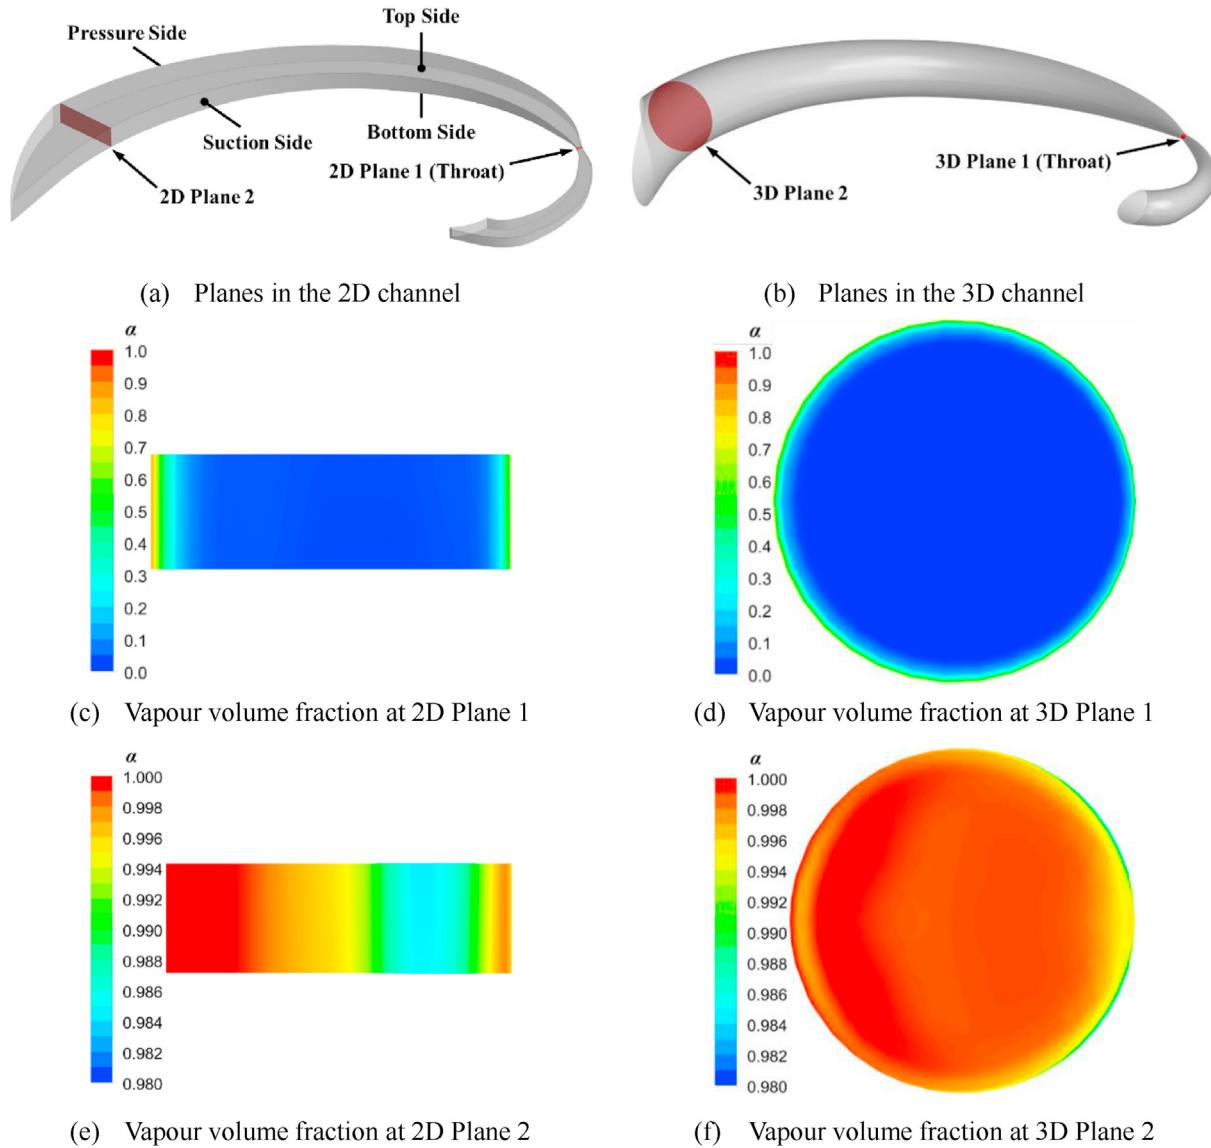 Top Side
Pressure Side
Suction Side
Bottom Side
2D Plane 1 (Throat)
2D Plane 2
3D Plane 1 (Throat)
3D Plane 2
(a) Planes in the 2D channel
(b) Planes in the 3D channel
α
1.0
0.9
0.8
0.7
0.6
0.5
0.4
0.3
0.2
0.1
0.0
α
1.0
0.9
0.8
0.7
0.6
0.5
0.4
0.3
0.2
0.1
0.0
(c) Vapour volume fraction at 2D Plane 1
(d) Vapour volume fraction at 3D Plane 1
α
1.000
0.998
0.996
0.994
0.992
0.990
0.988
0.986
0.984
0.982
0.980
α
1.000
0.998
0.996
0.994
0.992
0.990
0.988
0.986
0.984
0.982
0.980
(e) Vapour volume fraction at 2D Plane 2
(f) Vapour volume fraction at 3D Plane 2